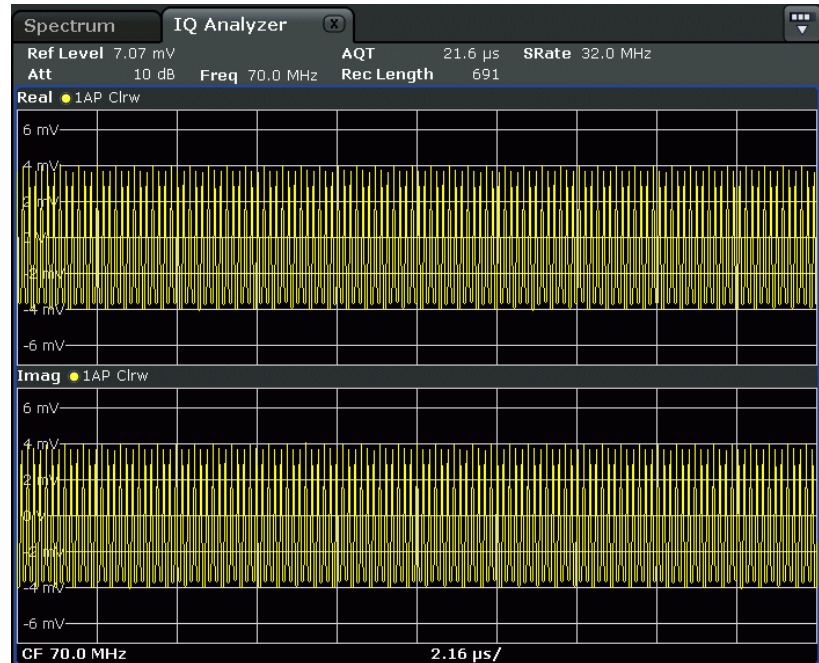 Spectrum IQ Analyzer X
Ref Level 7.07 mV AQT 21.6 µs SRate 32.0 MHz
Att 10 dB Freq 70.0 MHz Rec Length 691
Real 1AP Clrw
6 mV
4 mV
2 mV
0 V
-2 mV
-4 mV
-6 mV
Imag 1AP Clrw
6 mV
4 mV
2 mV
0 V
-2 mV
-4 mV
-6 mV
CF 70.0 MHz 2.16 µs/